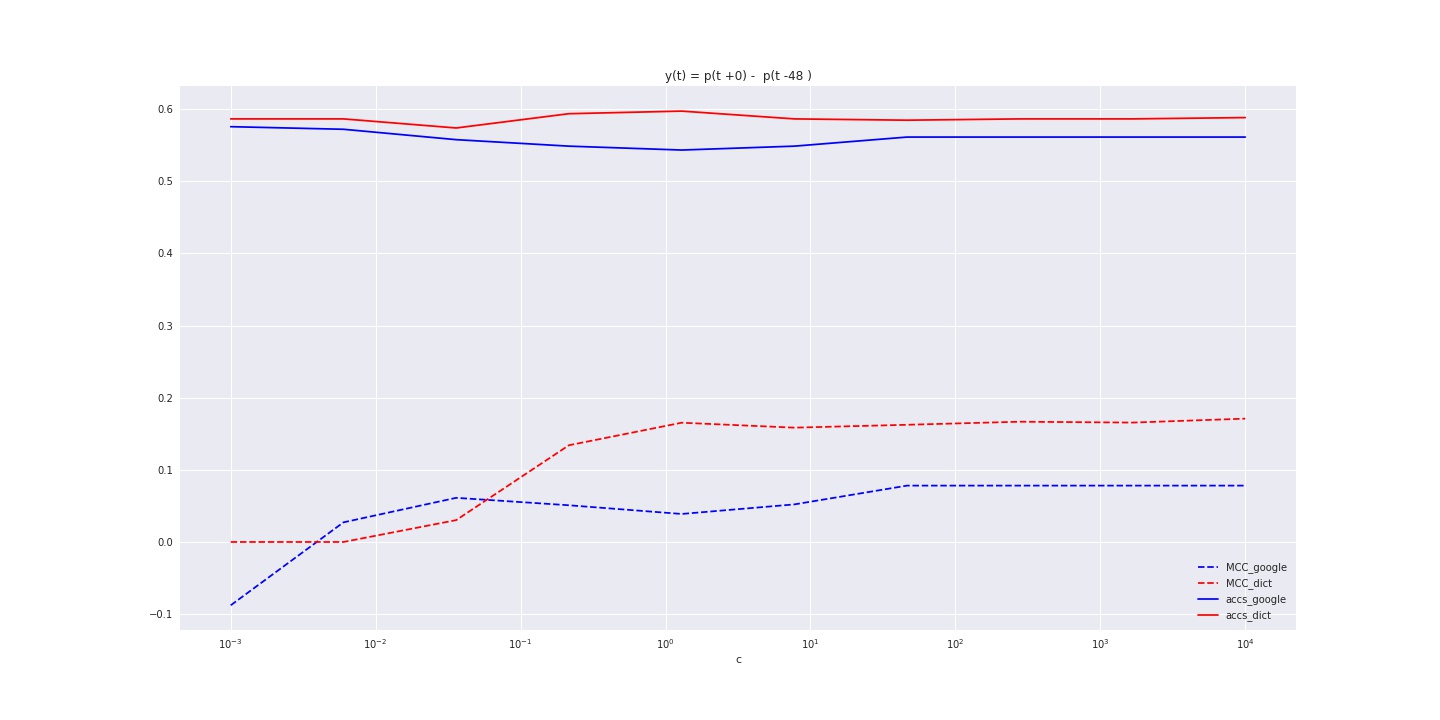 y(t) = p(t +0) -  p(t -48 )
0.6
0.5
0.4
0.3
0.2
0.1
0.0
−0.1
MCC_google
MCC_dict
accs_google
accs_dict
10⁻³ 10⁻² 10⁻¹ 10⁰ 10¹ 10² 10³ 10⁴
c